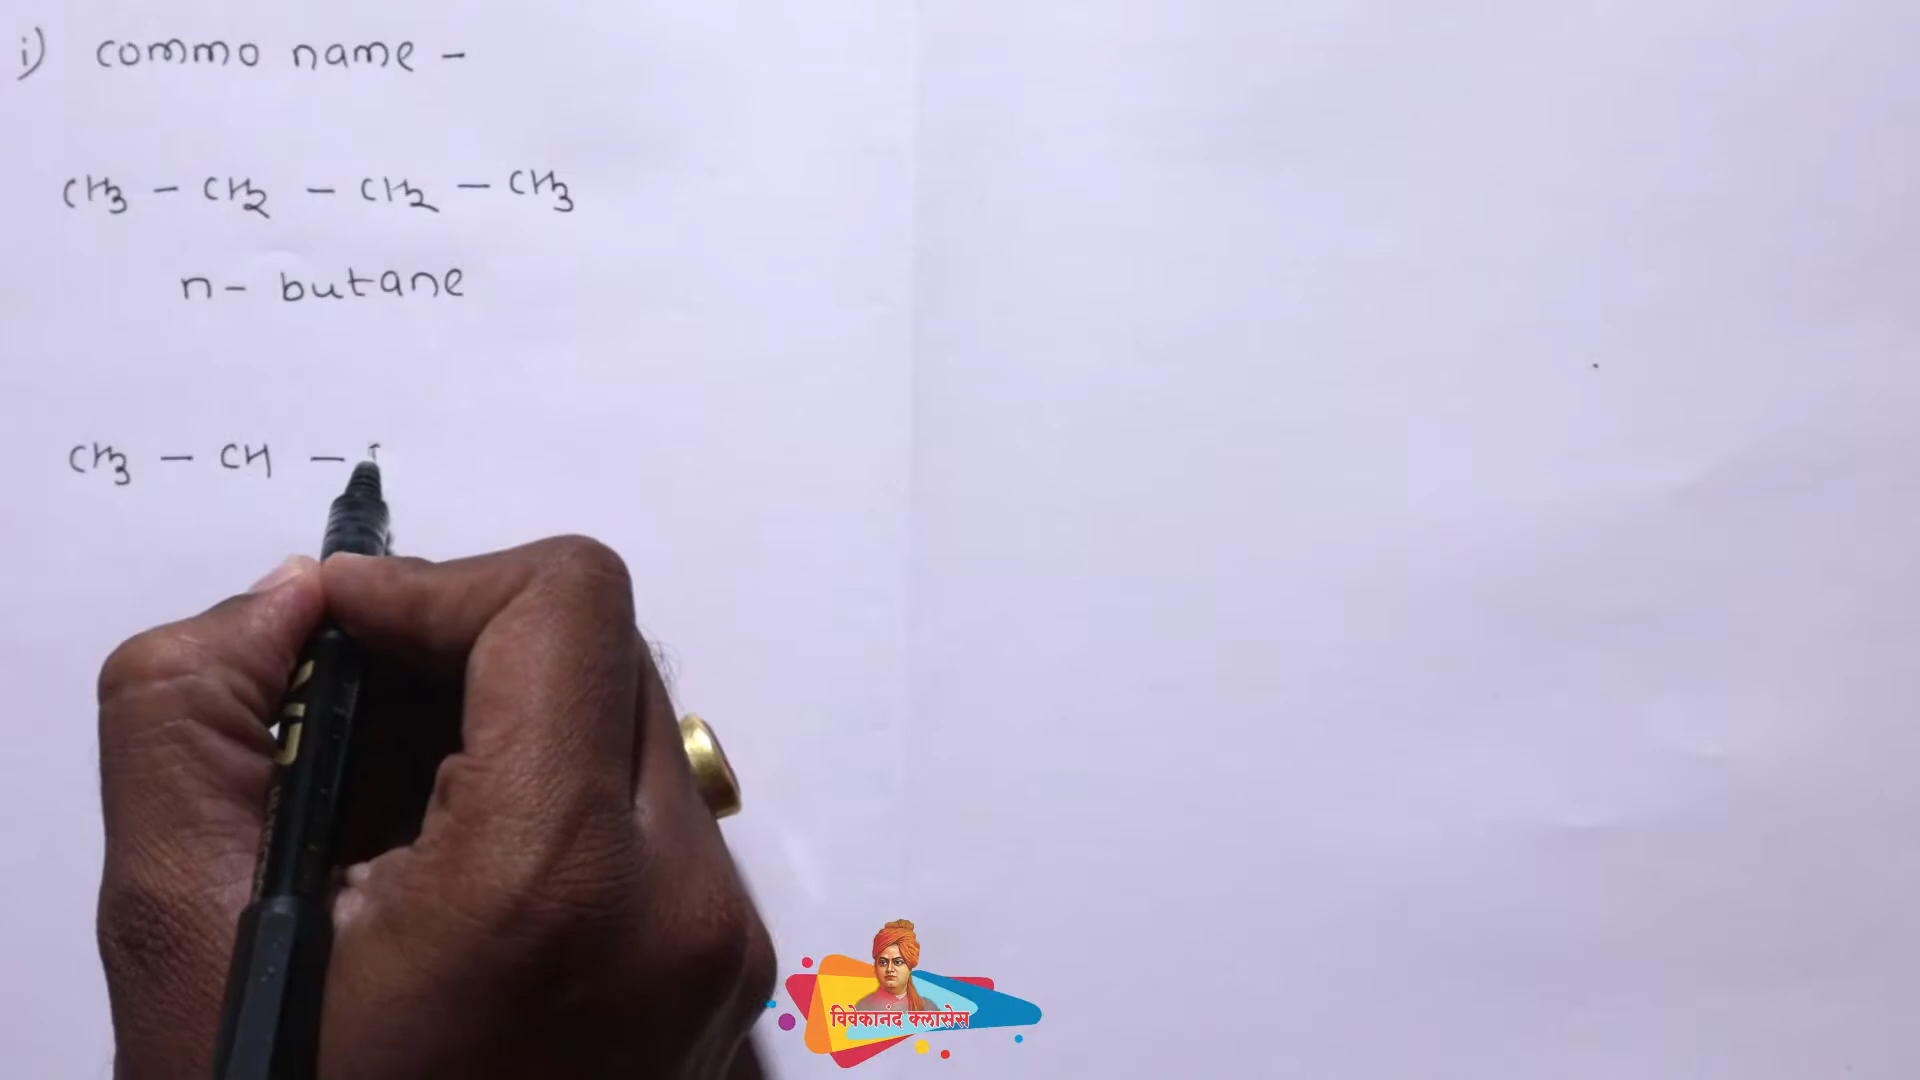 i) commo name -
CH3 - CH2 - CH2 - CH3
n- butane
CH3 - CH -
विवेकानंद क्लासेस